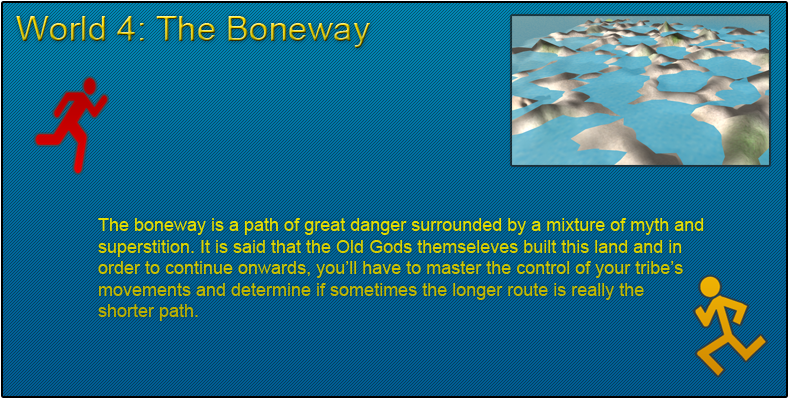 World 4: The Boneway
The boneway is a path of great danger surrounded by a mixture of myth and
superstition. It is said that the Old Gods themseleves built this land and in
order to continue onwards, you'll have to master the control of your tribe's
movements and determine if sometimes the longer route is really the
shorter path.